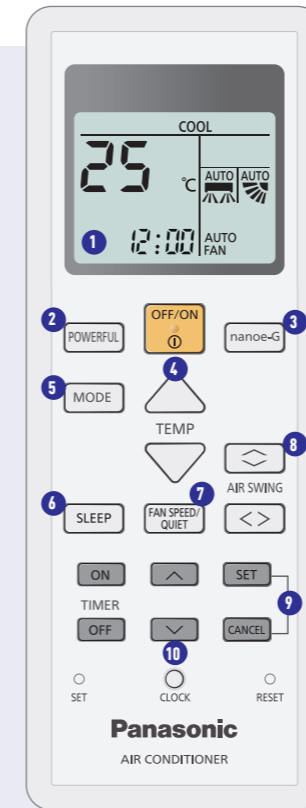 COOL
25 ℃ AUTO AUTO
1 12:00 AUTO
FAN
2 OFF/ON 3
POWERFUL nanoe-G
4
5 MODE
TEMP
8
AIR SWING
6 7
SLEEP FAN SPEED/
QUIET < >
ON SET
TIMER 9
OFF CANCEL
10
SET CLOCK RESET
Panasonic
AIR CONDITIONER